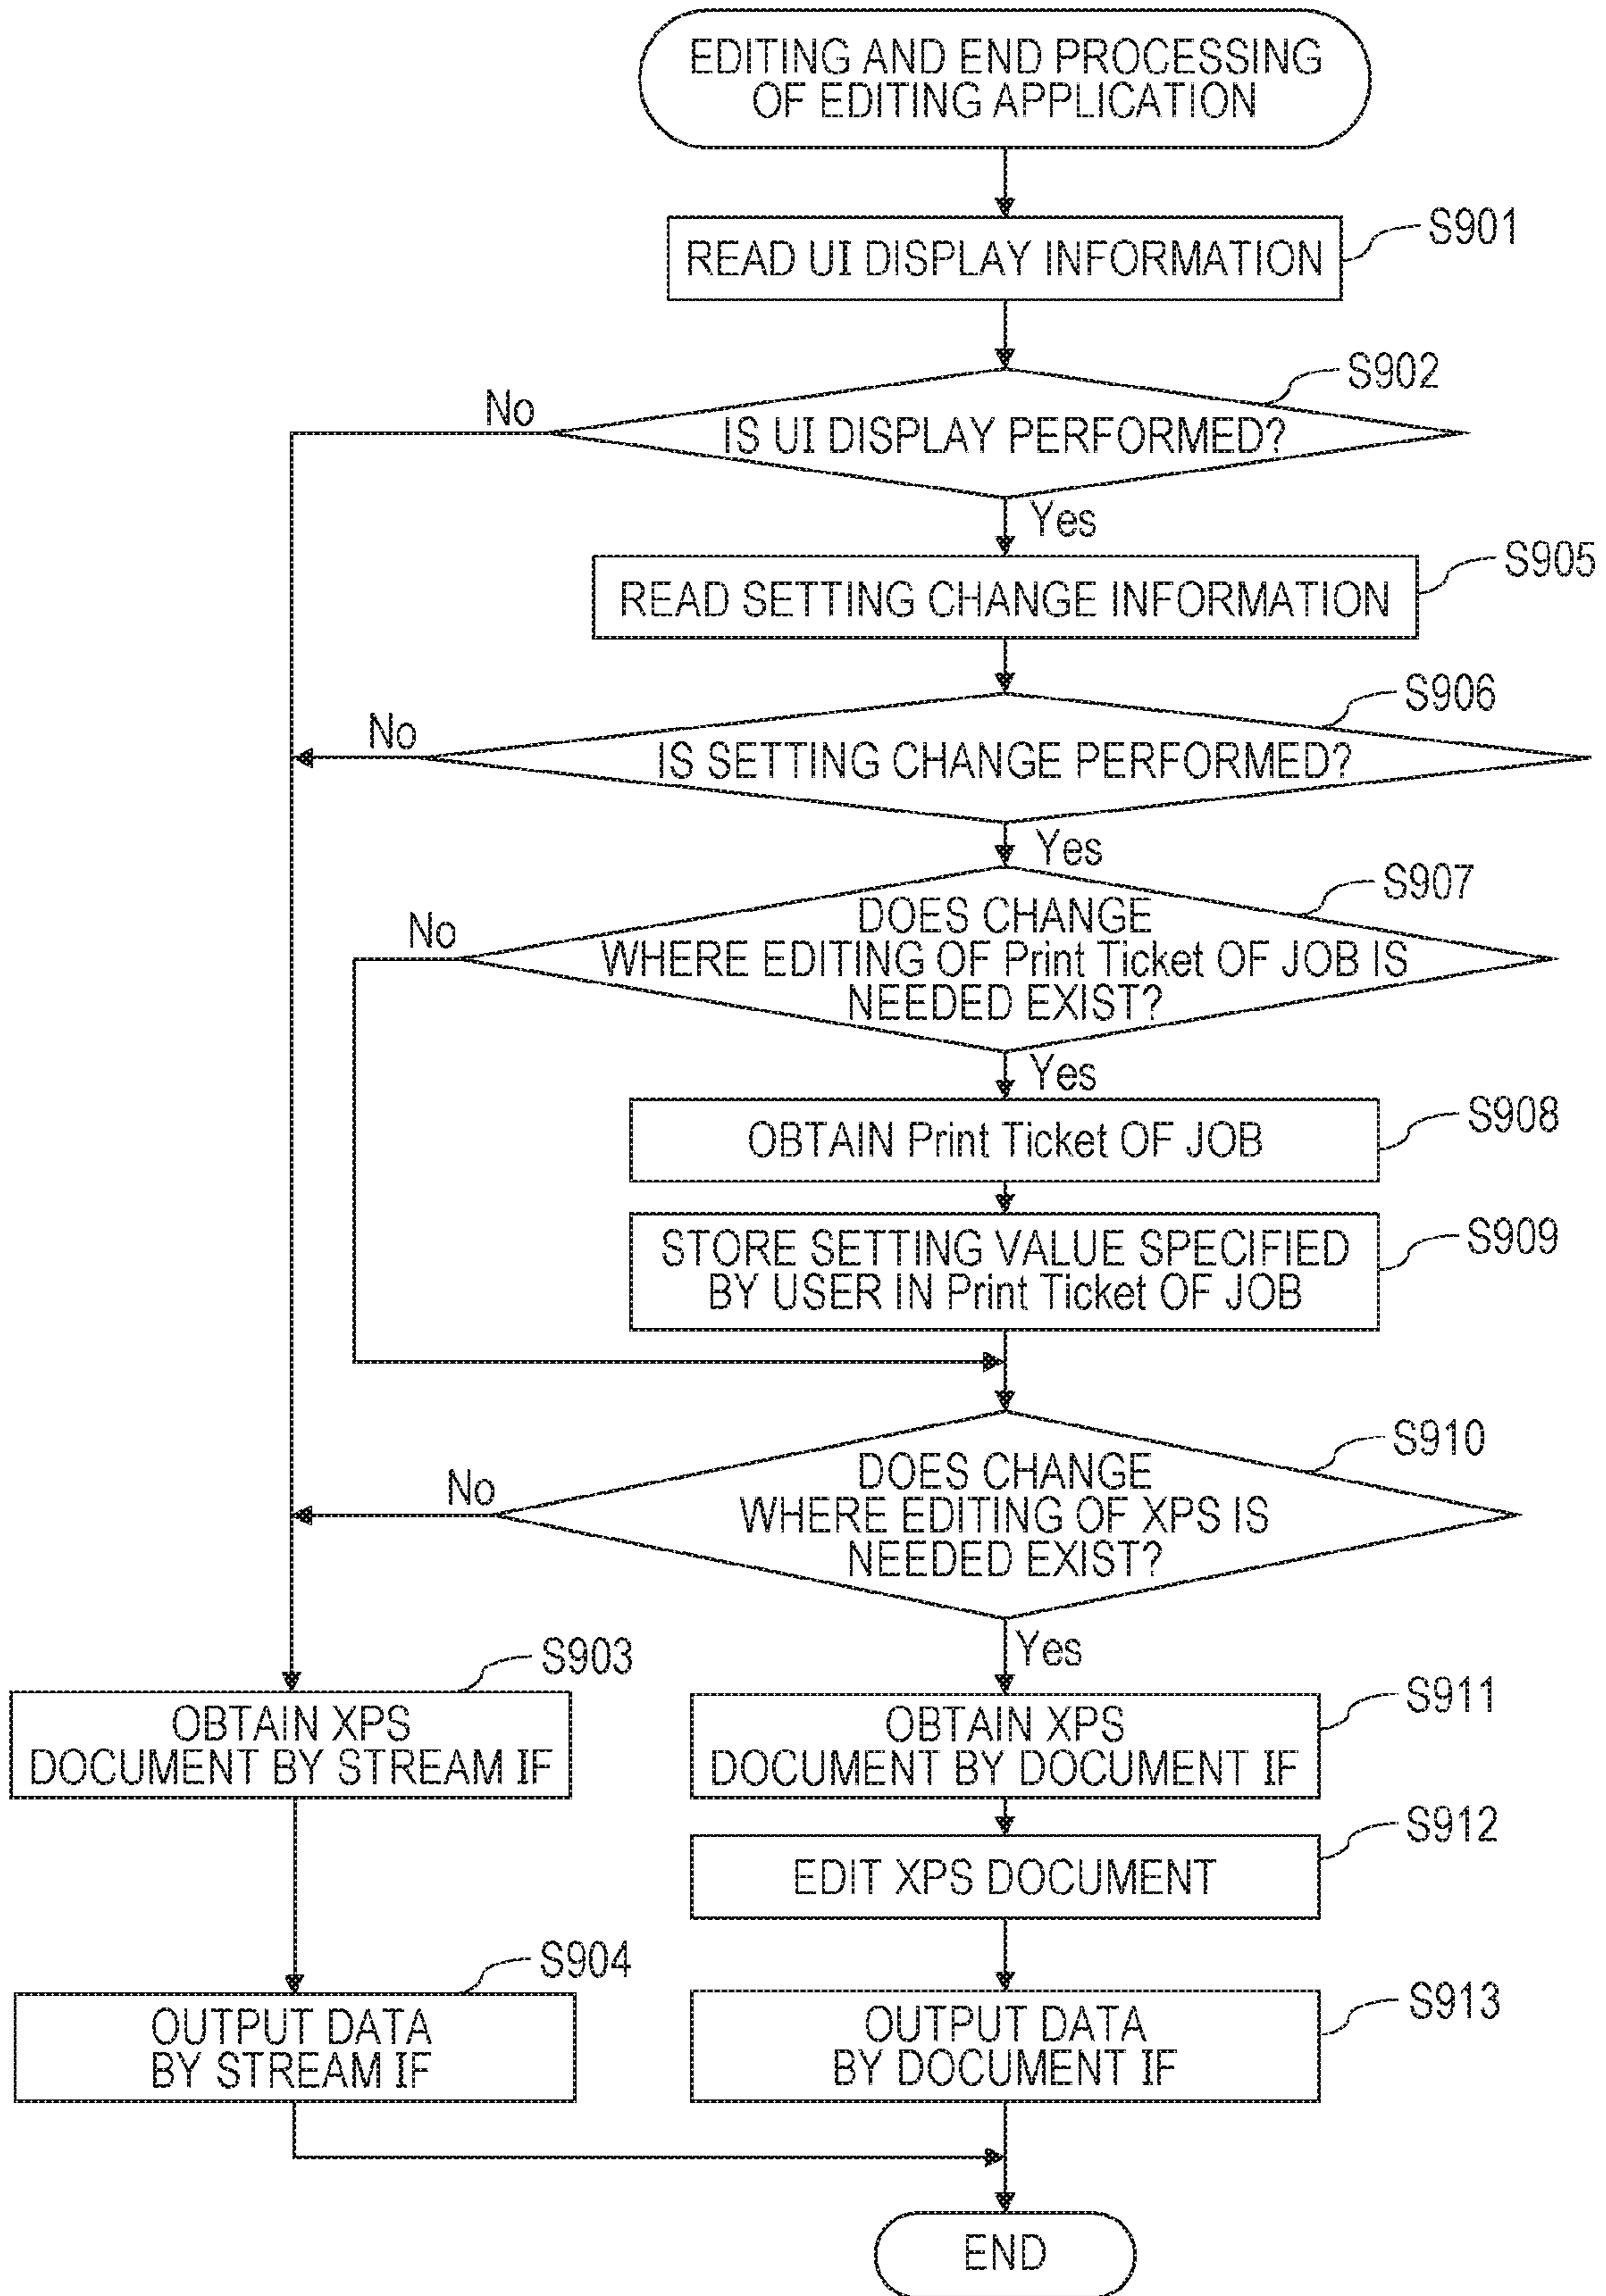 EDITING AND END PROCESSING
OF EDITING APPLICATION
S901
READ UI DISPLAY INFORMATION
S902
No
IS UI DISPLAY PERFORMED?
Yes
S905
READ SETTING CHANGE INFORMATION
S906
No
IS SETTING CHANGE PERFORMED?
Yes
S907
No
DOES CHANGE
WHERE EDITING OF Print Ticket OF JOB IS
NEEDED EXIST?
Yes
S908
OBTAIN Print Ticket OF JOB
S909
STORE SETTING VALUE SPECIFIED
BY USER IN Print Ticket OF JOB
S910
No
DOES CHANGE
WHERE EDITING OF XPS IS
NEEDED EXIST?
Yes
S903
OBTAIN XPS
DOCUMENT BY STREAM IF
S911
OBTAIN XPS
DOCUMENT BY DOCUMENT IF
S912
EDIT XPS DOCUMENT
S904
OUTPUT DATA
BY STREAM IF
S913
OUTPUT DATA
BY DOCUMENT IF
END